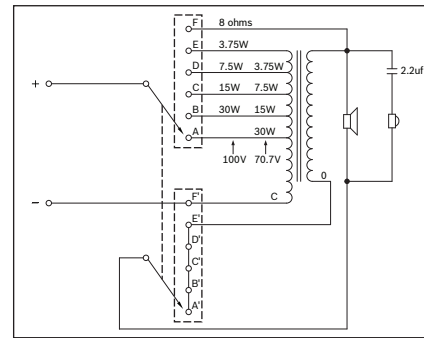 F 8 ohms
E 3.75W
D 7.5W 3.75W
C 15W 7.5W
B 30W 15W
A 30W
100V 70.7V
2.2uf
+
−
0
C
F'
E'
D'
C'
B'
A'